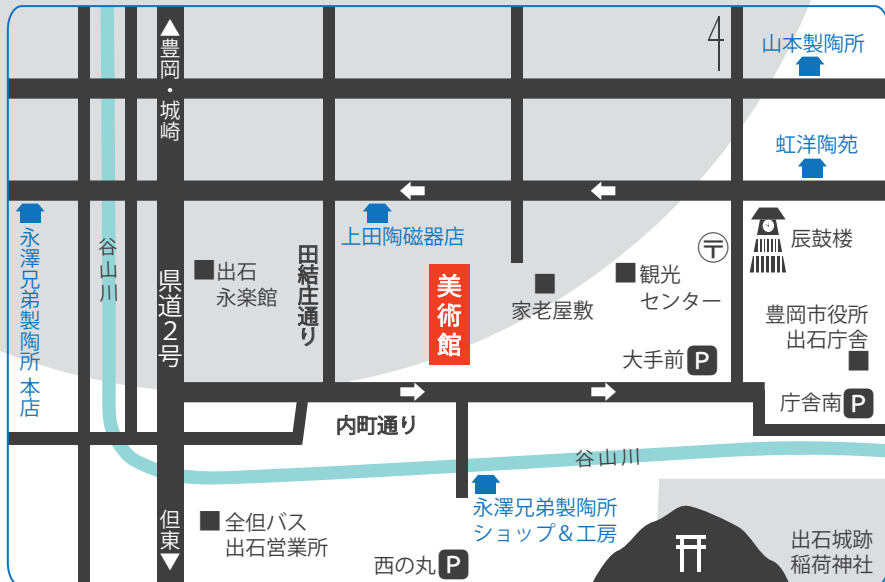 4
山本製陶所
▲豊岡・城崎
虹洋陶苑
上田陶磁器店
辰鼓楼
永澤兄弟製陶所 本店
谷山川
県道2号
出石
永楽館
田結庄通り
美術館
家老屋敷
観光
センター
〒
豊岡市役所
出石庁舎
大手前 P
庁舎南 P
内町通り
谷山川
永澤兄弟製陶所
ショップ&工房
但東▼
全但バス
出石営業所
西の丸 P
出石城跡
稲荷神社